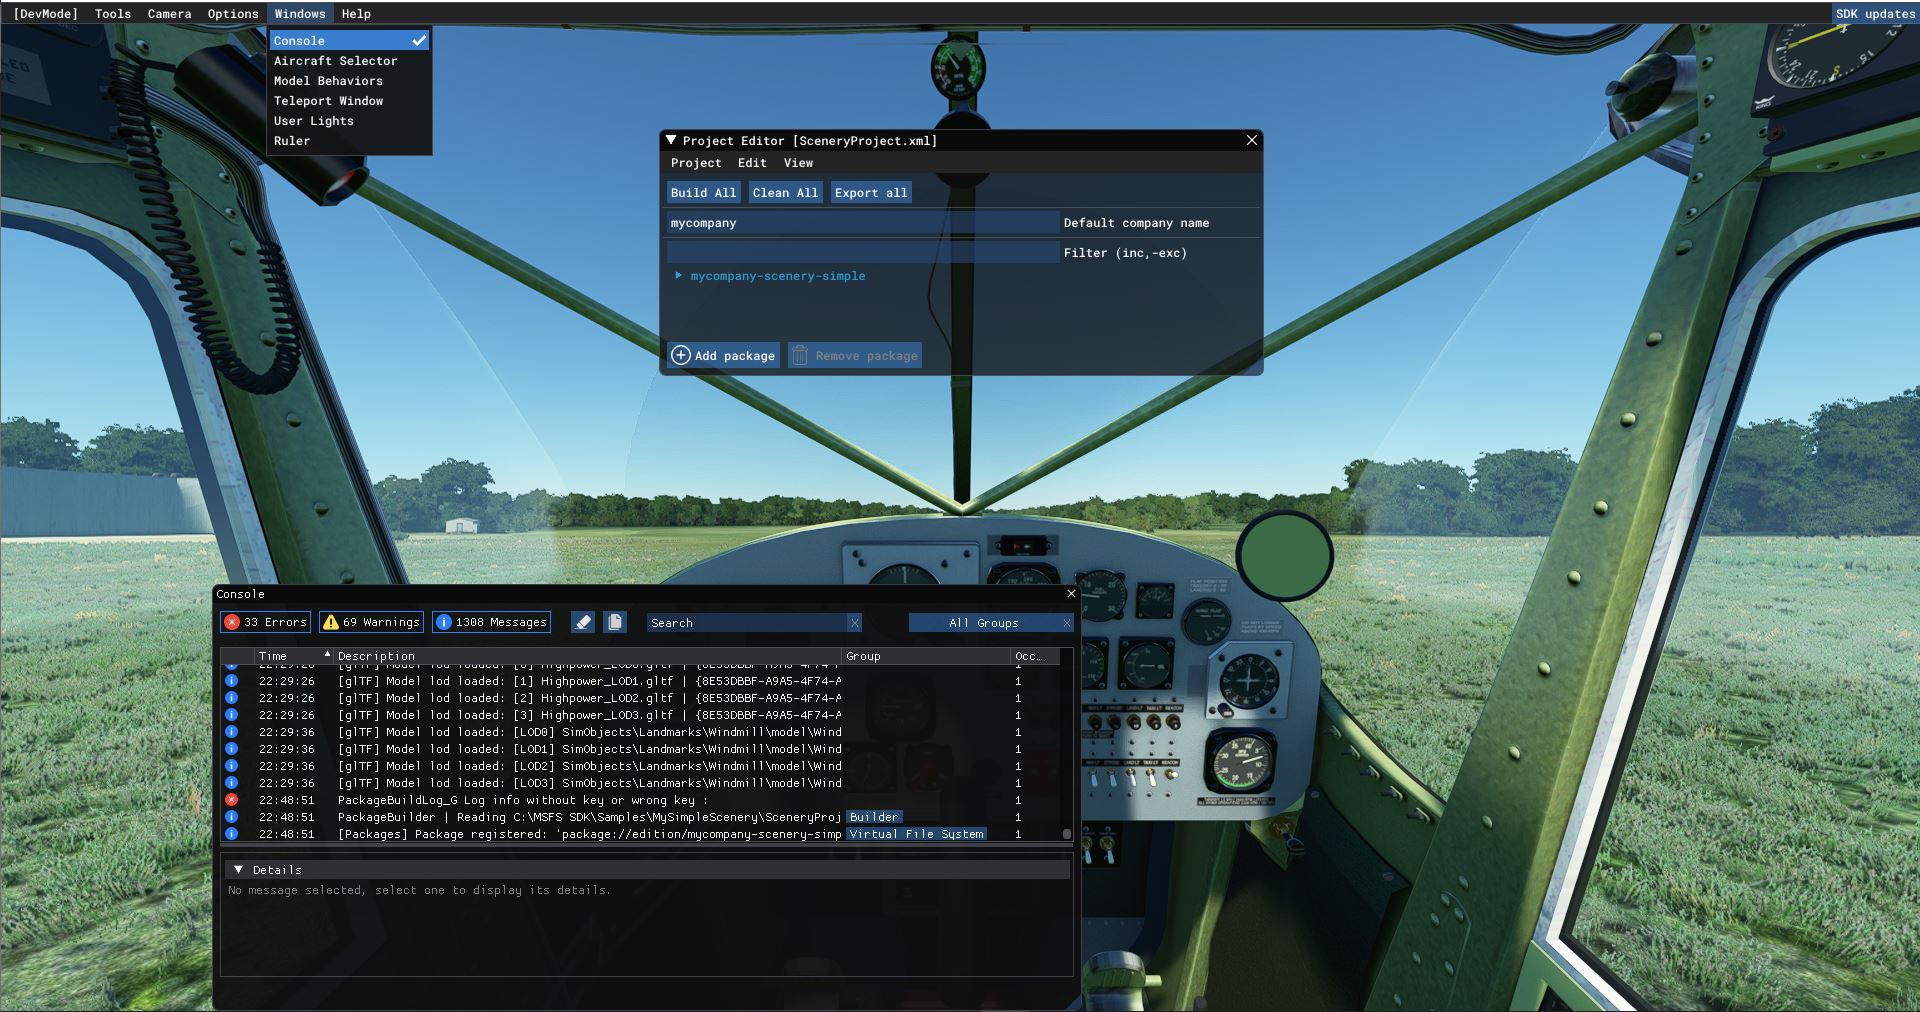 [DevMode] Tools Camera Options Windows Help SDK updates
Console
Aircraft Selector
Model Behaviors
Teleport Window
User Lights
Ruler
Project Editor [SceneryProject.xml]
Project Edit View
Build All Clean All Export all
mycompany Default company name
Filter (inc,-exc)
mycompany-scenery-simple
Add package Remove package
Console
33 Errors 69 Warnings 1308 Messages Search X All Groups X
Time Description Group Occ…
22:29:26 [glTF] Model lod loaded: [1] Highpower_LOD1.gltf | {8E53DBBF-A9A5-4F74-A 1
22:29:26 [glTF] Model lod loaded: [2] Highpower_LOD2.gltf | {8E53DBBF-A9A5-4F74-A 1
22:29:26 [glTF] Model lod loaded: [3] Highpower_LOD3.gltf | {8E53DBBF-A9A5-4F74-A 1
22:29:36 [glTF] Model lod loaded: [LOD0] SimObjects\Landmarks\Windmill\model\Wind 1
22:29:36 [glTF] Model lod loaded: [LOD1] SimObjects\Landmarks\Windmill\model\Wind 1
22:29:36 [glTF] Model lod loaded: [LOD2] SimObjects\Landmarks\Windmill\model\Wind 1
22:29:36 [glTF] Model lod loaded: [LOD3] SimObjects\Landmarks\Windmill\model\Wind 1
22:48:51 PackageBuildLog_G Log info without key or wrong key : 1
22:48:51 PackageBuilder | Reading C:\MSFS SDK\Samples\MySimpleScenery\SceneryProj Builder 1
22:48:51 [Packages] Package registered: 'package://edition/mycompany-scenery-simp Virtual File System 1
Details
No message selected, select one to display its details.